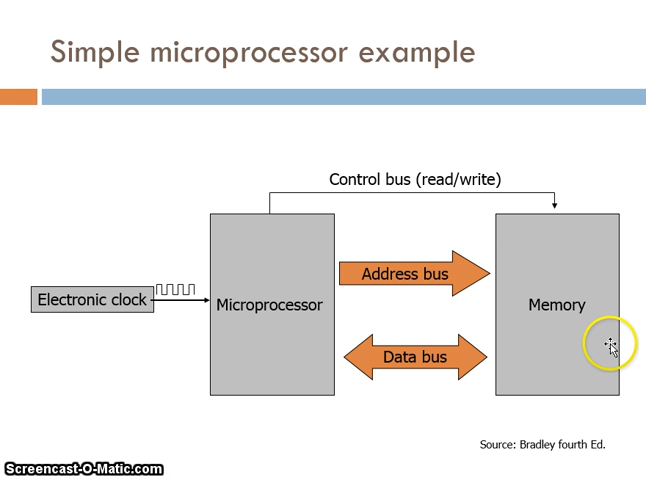 Simple microprocessor example
Control bus (read/write)
Address bus
Electronic clock
Microprocessor
Memory
Data bus
Source: Bradley fourth Ed.
Screencast-O-Matic.com